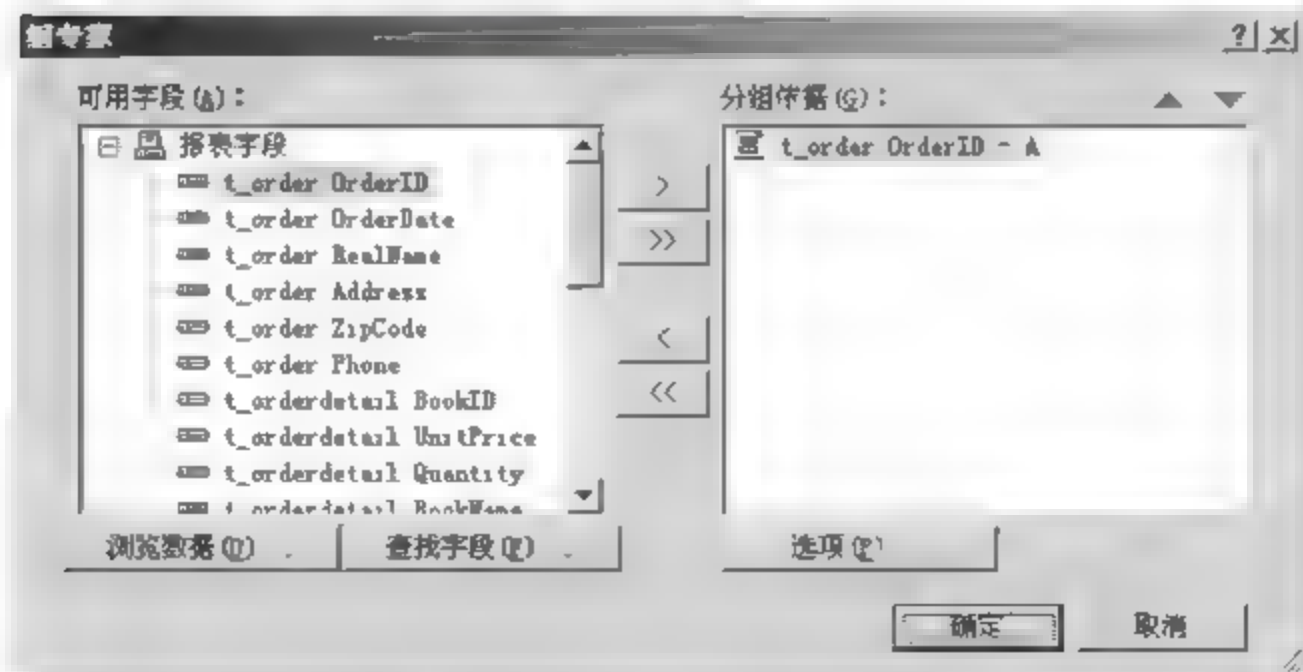 组专家
可用字段(A)：
报表字段
t_order OrderID
t_order OrderDate
t_order RealName
t_order Address
t_order ZipCode
t_order Phone
t_orderdetail BookID
t_orderdetail UnitPrice
t_orderdetail Quantity
t_orderdetail BookName
浏览数据(D)
查找字段(F)
>
>>
<
<<
分组依据(G)：
t_order OrderID - A
选项(P)
确定
取消